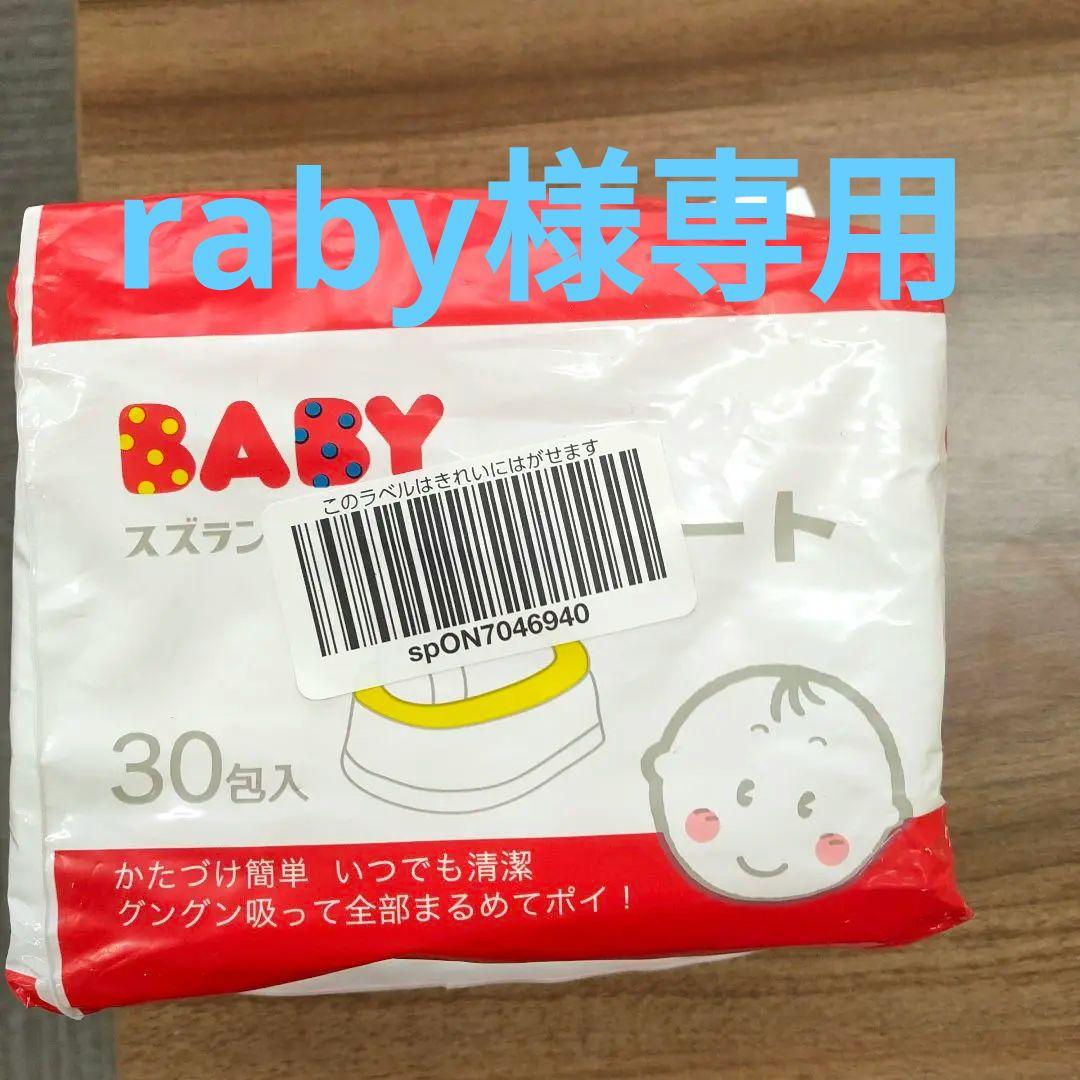 raby様専用
BABY
このラベルはきれいにはがせます
スズラン
ート
spON7046940
30包入
かたづけ簡単 いつでも清潔
グングン吸って全部まるめてポイ!